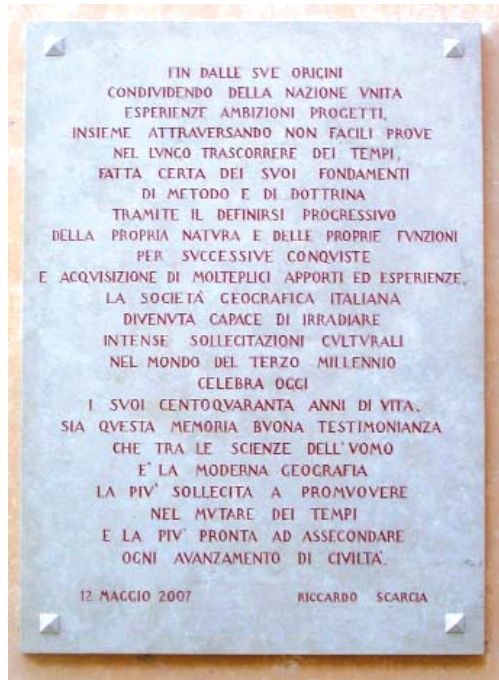 FIN DALLE SVE ORIGINI
CONDIVIDENDO DELLA NAZIONE VNITA
ESPERIENZE AMBIZIONI PROGETTI,
INSIEME ATTRAVERSANDO NON FACILI PROVE
NEL LVNGO TRASCORRERE DEI TEMPI,
FATTA CERTA DEI SVOI FONDAMENTI
DI METODO E DI DOTTRINA
TRAMITE IL DEFINIRSI PROGRESSIVO
DELLA PROPRIA NATVRA E DELLE PROPRIE FVNZIONI
PER SVCCESSIVE CONQVISTE
E ACQVISIZIONE DI MOLTEPLICI APPORTI ED ESPERIENZE,
LA SOCIETA' GEOGRAFICA ITALIANA
DIVENVTA CAPACE DI IRRADIARE
INTENSE SOLLECITAZIONI CVLTVRALI
NEL MONDO DEL TERZO MILLENNIO
CELEBRA OGGI
I SVOI CENTOQVARANTA ANNI DI VITA.
SIA QVESTA MEMORIA BVONA TESTIMONIANZA
CHE TRA LE SCIENZE DELL'VOMO
E' LA MODERNA GEOGRAFIA
LA PIV' SOLLECITA A PROMVOVERE
NEL MVTARE DEI TEMPI
E LA PIV' PRONTA AD ASSECONDARE
OGNI AVANZAMENTO DI CIVILTA'.
12 MAGGIO 2007 RICCARDO SCARCIA